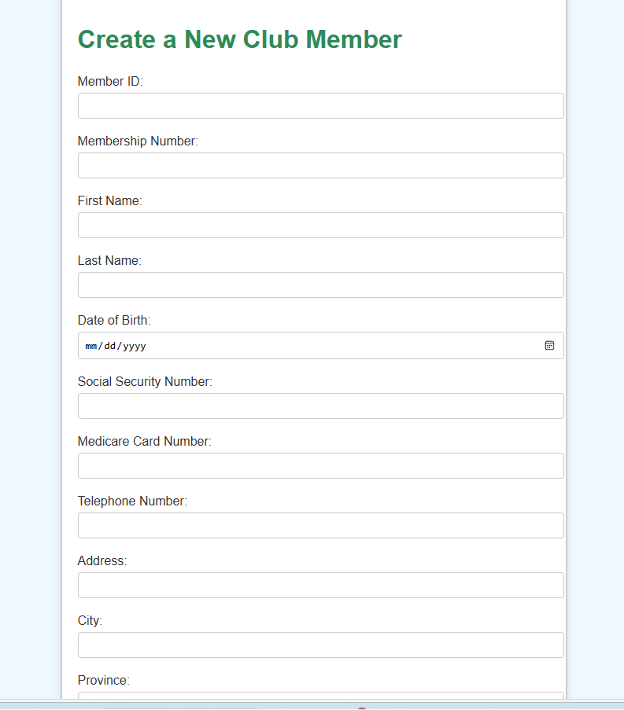 Create a New Club Member
Member ID:
Membership Number:
First Name:
Last Name:
Date of Birth:
mm/dd/yyyy
Social Security Number:
Medicare Card Number:
Telephone Number:
Address:
City:
Province: